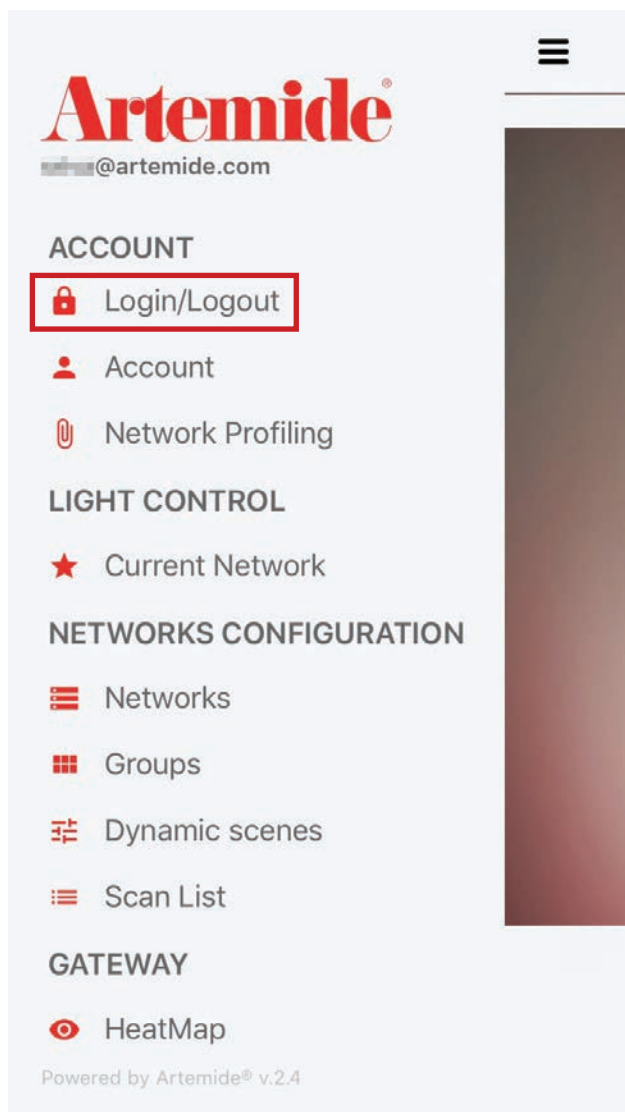 Artemide®
@artemide.com
ACCOUNT
Login/Logout
Account
Network Profiling
LIGHT CONTROL
Current Network
NETWORKS CONFIGURATION
Networks
Groups
Dynamic scenes
Scan List
GATEWAY
HeatMap
Powered by Artemide® v.2.4